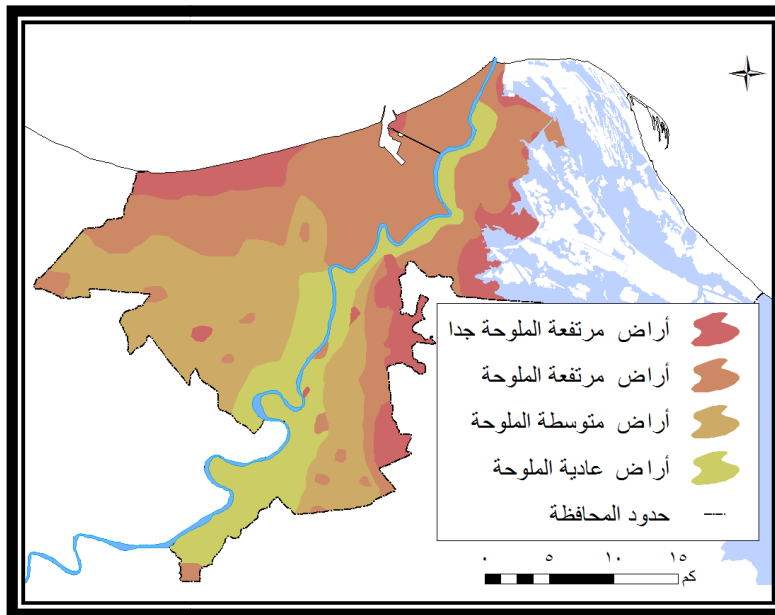 أراض مرتفعة الملوحة جدا
أراض مرتفعة الملوحة
أراض متوسطة الملوحة
أراض عادية الملوحة
حدود المحافظة
٠ ٥ ١٠ ١٥
كم